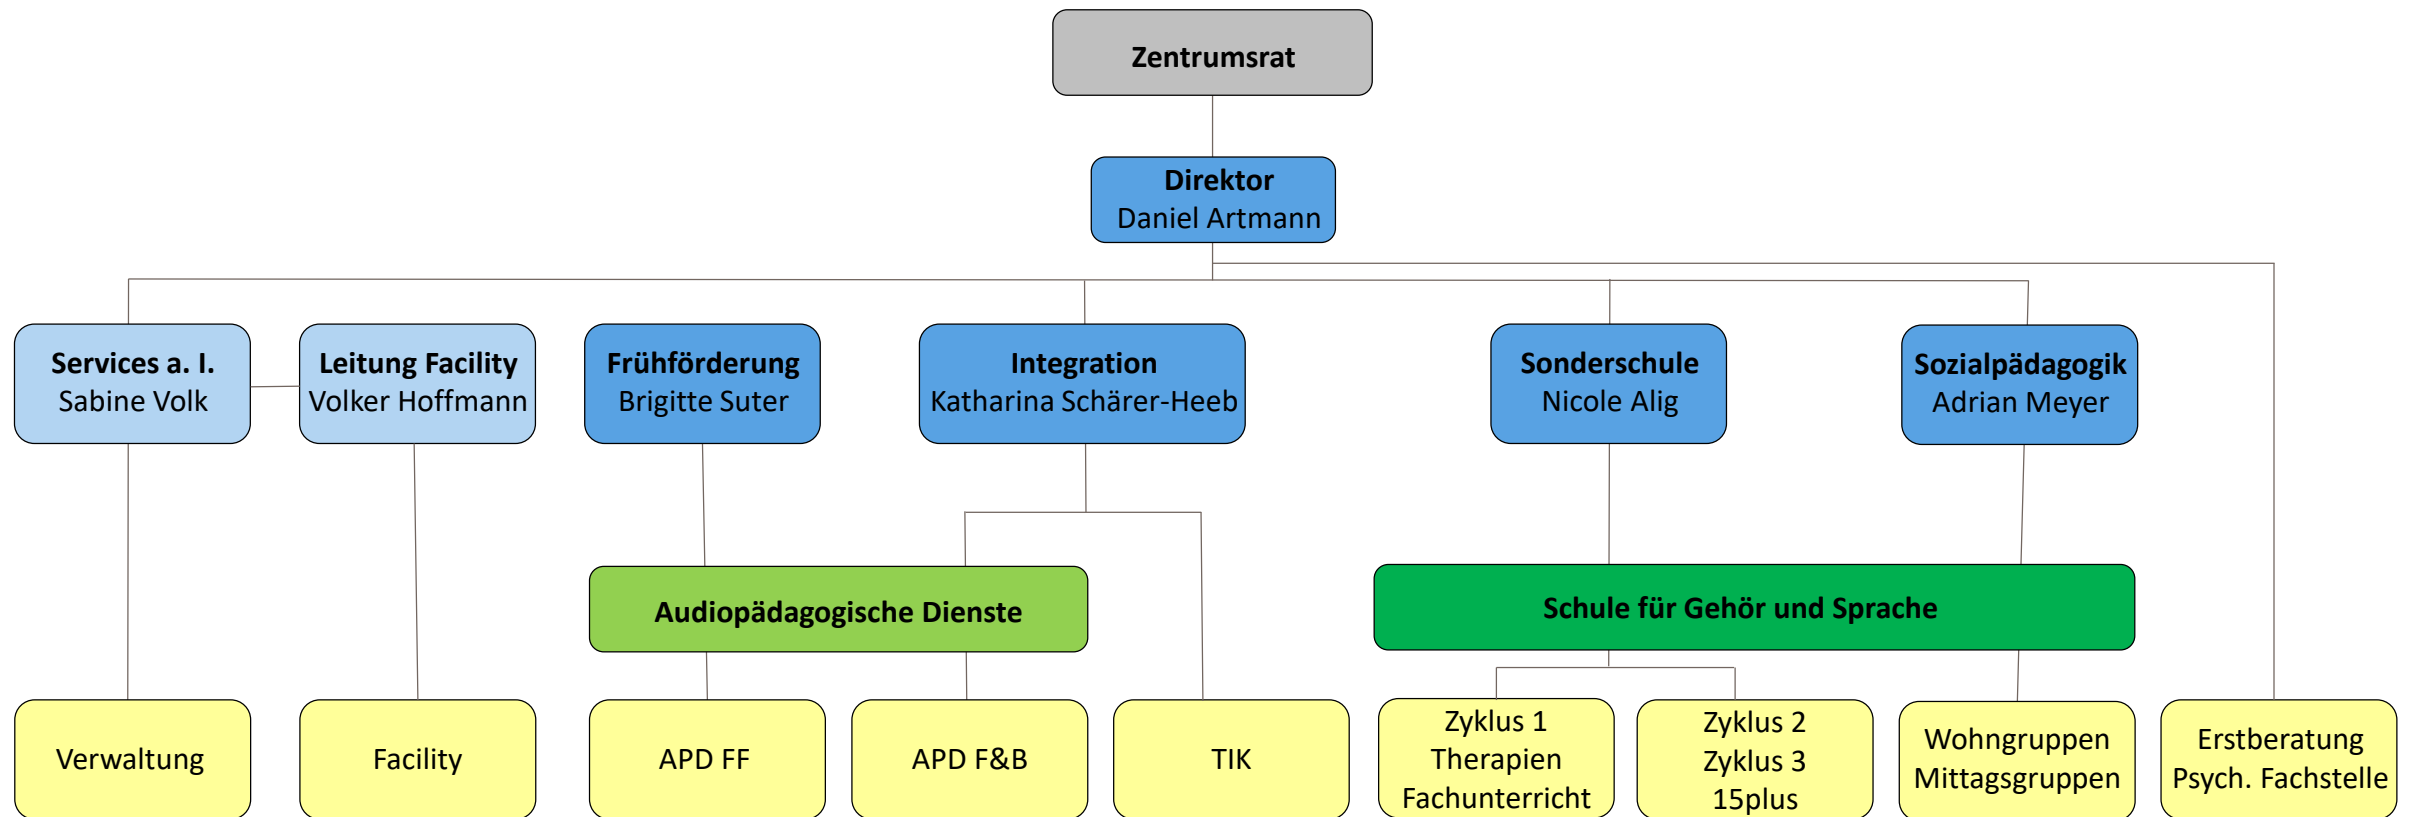 Zentrumsrat
Direktor
Daniel Artmann
Services a. I.
Sabine Volk
Leitung Facility
Volker Hoffmann
Frühförderung
Brigitte Suter
Integration
Katharina Schärer-Heeb
Sonderschule
Nicole Alig
Sozialpädagogik
Adrian Meyer
Audiopädagogische Dienste
Schule für Gehör und Sprache
Verwaltung
Facility
APD FF
APD F&B
TIK
Zyklus 1
Therapien
Fachunterricht
Zyklus 2
Zyklus 3
15plus
Wohngruppen
Mittagsgruppen
Erstberatung
Psych. Fachstelle